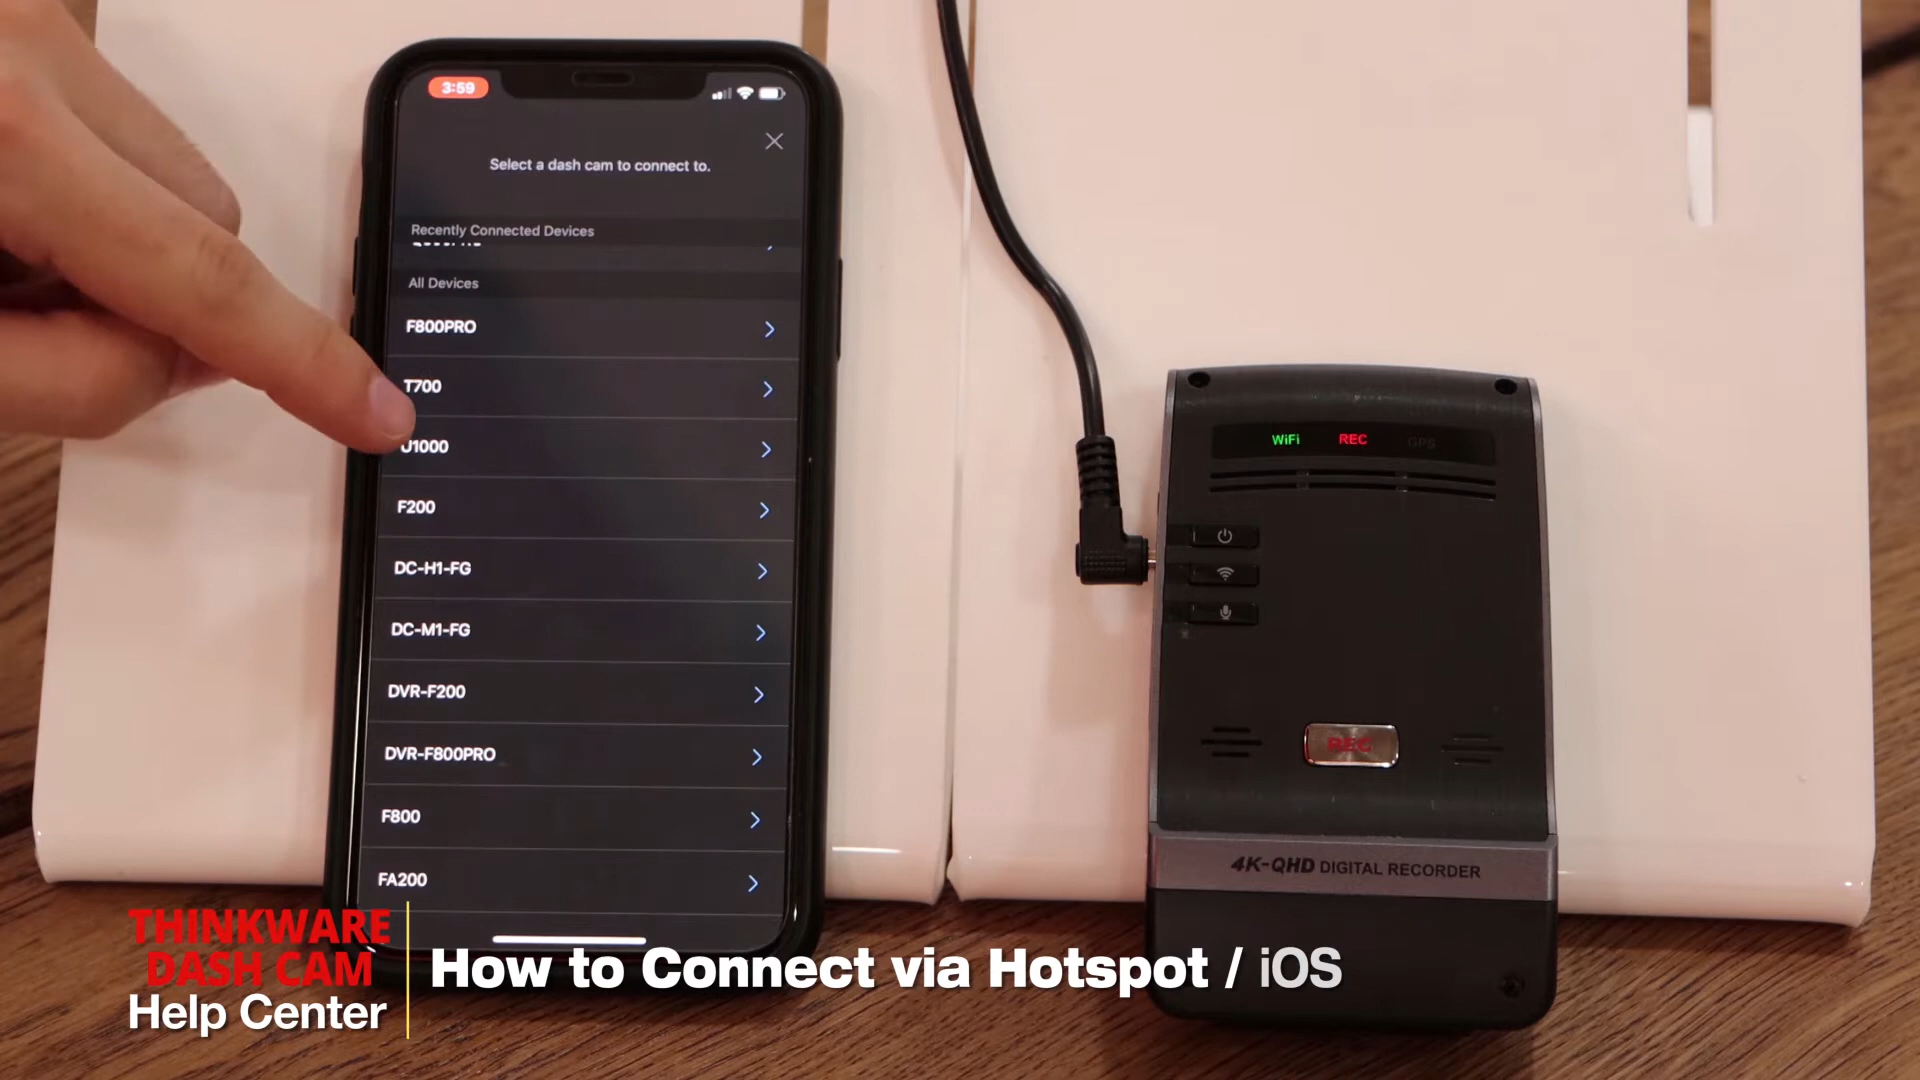 3:59
Select a dash cam to connect to.
Recently Connected Devices
All Devices
F800PRO
T700
U1000
F200
DC-H1-FG
DC-M1-FG
DVR-F200
DVR-F800PRO
F800
FA200
WiFi REC GPS
REC
4K-QHD DIGITAL RECORDER
THINKWARE
DASH CAM
Help Center
How to Connect via Hotspot / iOS